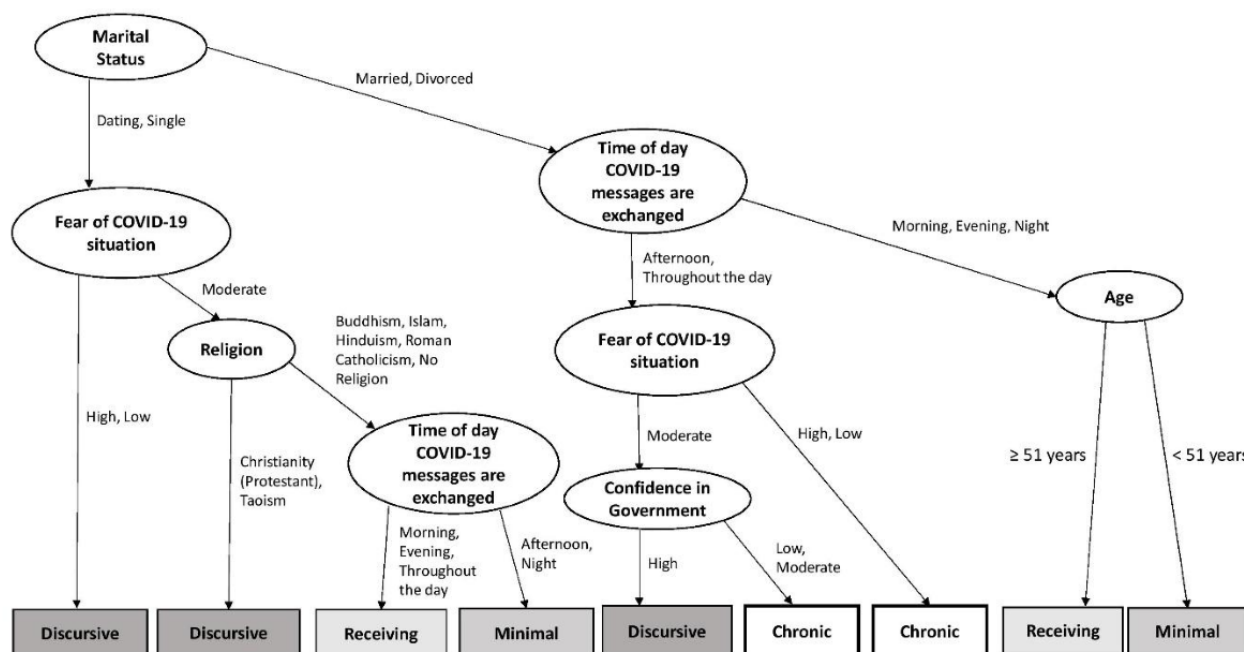 Marital
Status
Married, Divorced
Dating, Single
Time of day
COVID-19
messages are
exchanged
Fear of COVID-19
situation
Morning, Evening, Night
Afternoon,
Throughout the day
Moderate
Age
Religion
Buddhism, Islam,
Hinduism, Roman
Catholicism, No
Religion
Fear of COVID-19
situation
High, Low
Time of day
COVID-19
messages are
exchanged
Moderate
High, Low
≥ 51 years
< 51 years
Christianity
(Protestant),
Taoism
Confidence in
Government
Morning,
Evening,
Throughout
the day
Afternoon,
Night
High
Low,
Moderate
Discursive
Discursive
Receiving
Minimal
Discursive
Chronic
Chronic
Receiving
Minimal